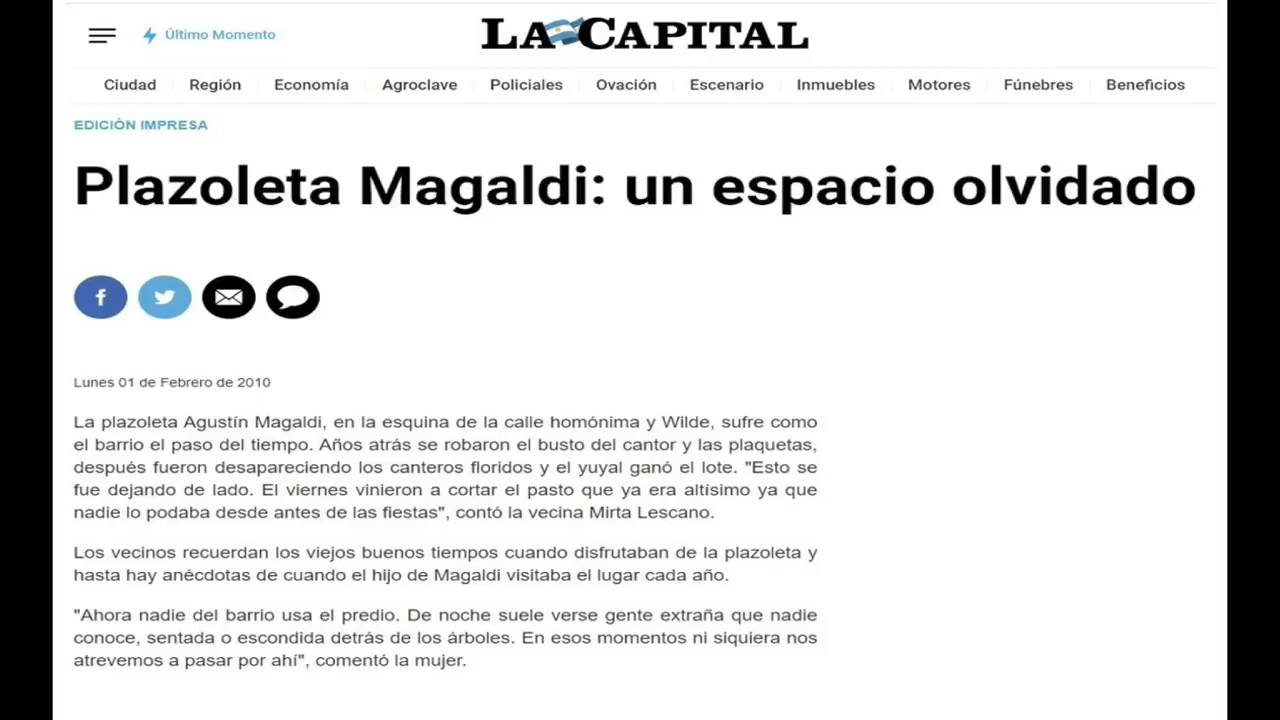 Último Momento
LA CAPITAL
Ciudad Región Economía Agroclave Policiales Ovación Escenario Inmuebles Motores Fúnebres Beneficios
EDICIÓN IMPRESA
Plazoleta Magaldi: un espacio olvidado
Lunes 01 de Febrero de 2010
La plazoleta Agustín Magaldi, en la esquina de la calle homónima y Wilde, sufre como
el barrio el paso del tiempo. Años atrás se robaron el busto del cantor y las plaquetas,
después fueron desapareciendo los canteros floridos y el yuyal ganó el lote. "Esto se
fue dejando de lado. El viernes vinieron a cortar el pasto que ya era altísimo ya que
nadie lo podaba desde antes de las fiestas", contó la vecina Mirta Lescano.
Los vecinos recuerdan los viejos buenos tiempos cuando disfrutaban de la plazoleta y
hasta hay anécdotas de cuando el hijo de Magaldi visitaba el lugar cada año.
"Ahora nadie del barrio usa el predio. De noche suele verse gente extraña que nadie
conoce, sentada o escondida detrás de los árboles. En esos momentos ni siquiera nos
atrevemos a pasar por ahí", comentó la mujer.